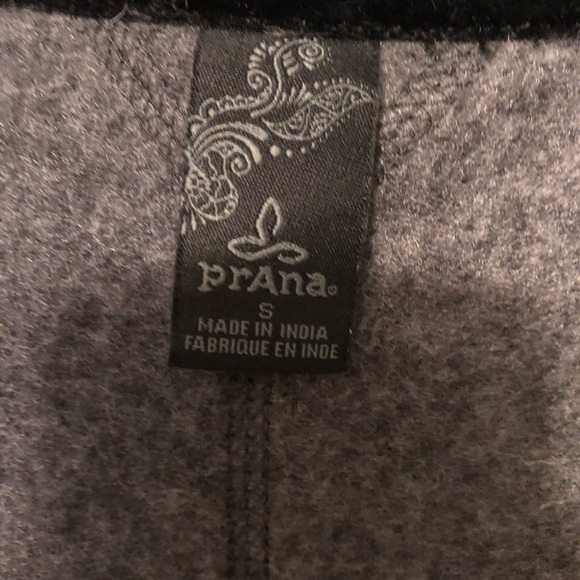 prAna®
S
MADE IN INDIA
FABRIQUE EN INDE